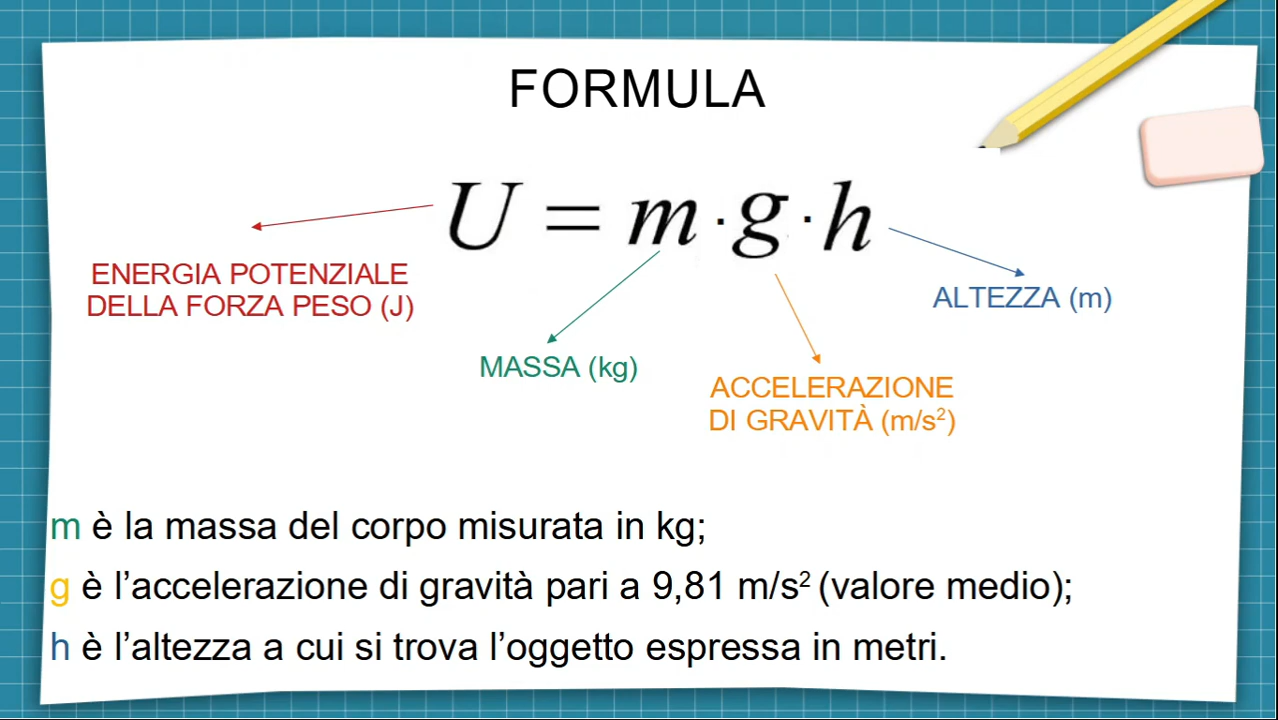 FORMULA
U = m · g · h
ENERGIA POTENZIALE
DELLA FORZA PESO (J)
ALTEZZA (m)
MASSA (kg)
ACCELERAZIONE
DI GRAVITÀ (m/s²)
m è la massa del corpo misurata in kg;
g è l’accelerazione di gravità pari a 9,81 m/s² (valore medio);
h è l’altezza a cui si trova l’oggetto espressa in metri.